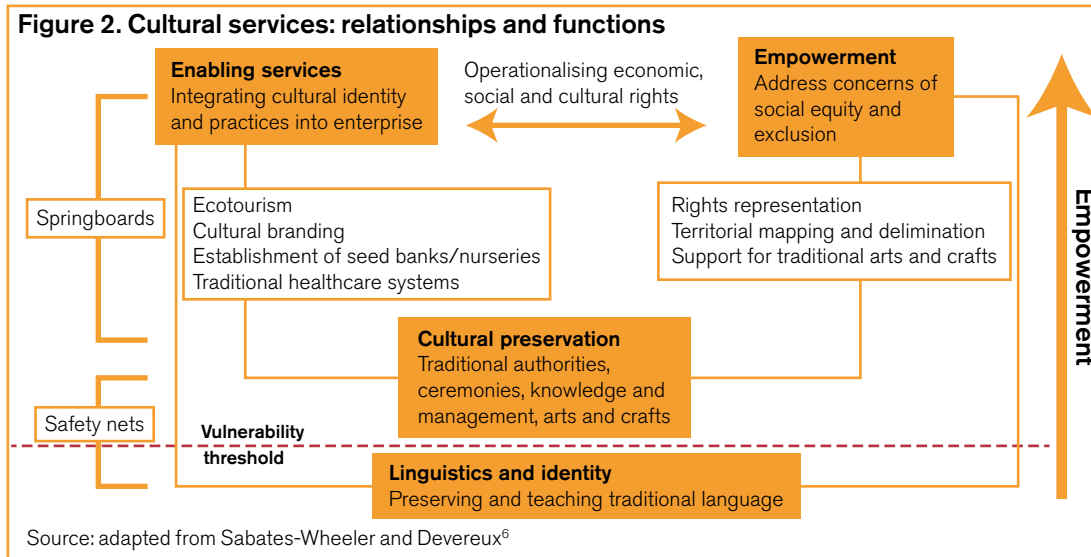 Figure 2. Cultural services: relationships and functions
Enabling services
Integrating cultural identity
and practices into enterprise
Operationalising economic,
social and cultural rights
Empowerment
Address concerns of
social equity and
exclusion
Springboards
Ecotourism
Cultural branding
Establishment of seed banks/nurseries
Traditional healthcare systems
Rights representation
Territorial mapping and delimination
Support for traditional arts and crafts
Empowerment
Cultural preservation
Traditional authorities,
ceremonies, knowledge and
management, arts and crafts
Safety nets
Vulnerability
threshold
Linguistics and identity
Preserving and teaching traditional language
Source: adapted from Sabates-Wheeler and Devereux⁶